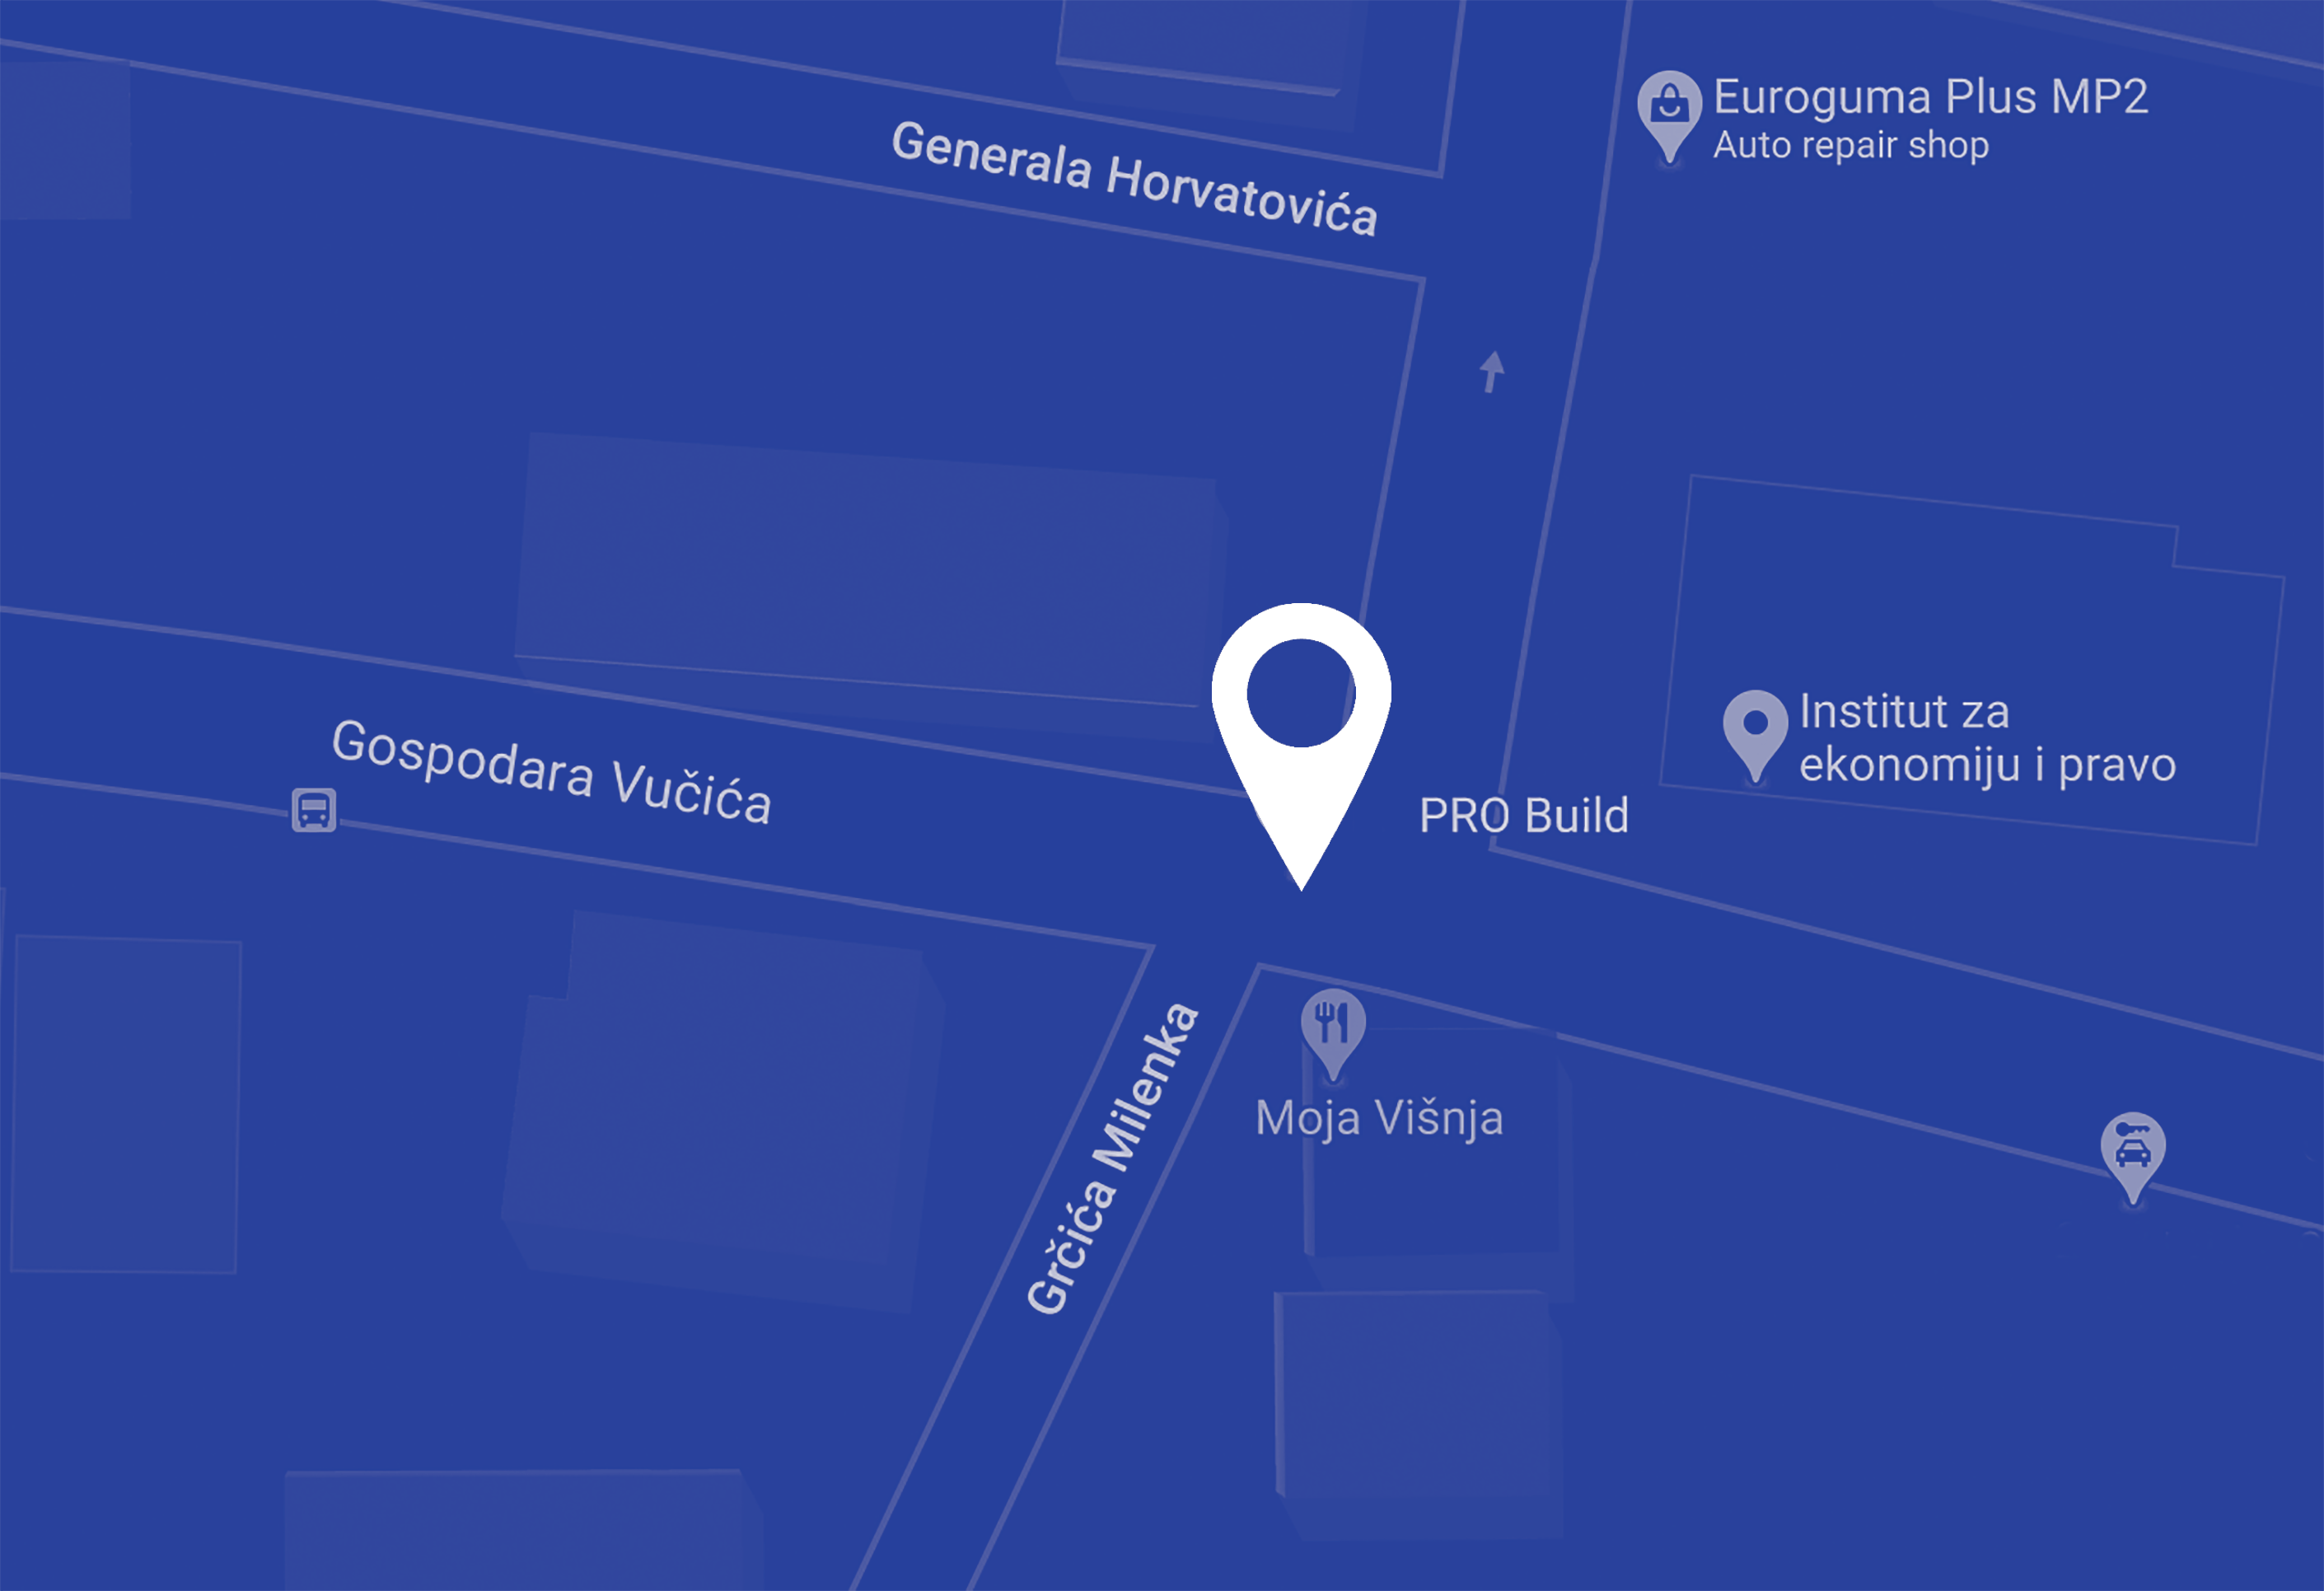 Euroguma Plus MP2
Auto repair shop
Generala Horvatovića
Institut za
ekonomiju i pravo
Gospodara Vučića
PRO Build
Grčića Milenka
Moja Višnja